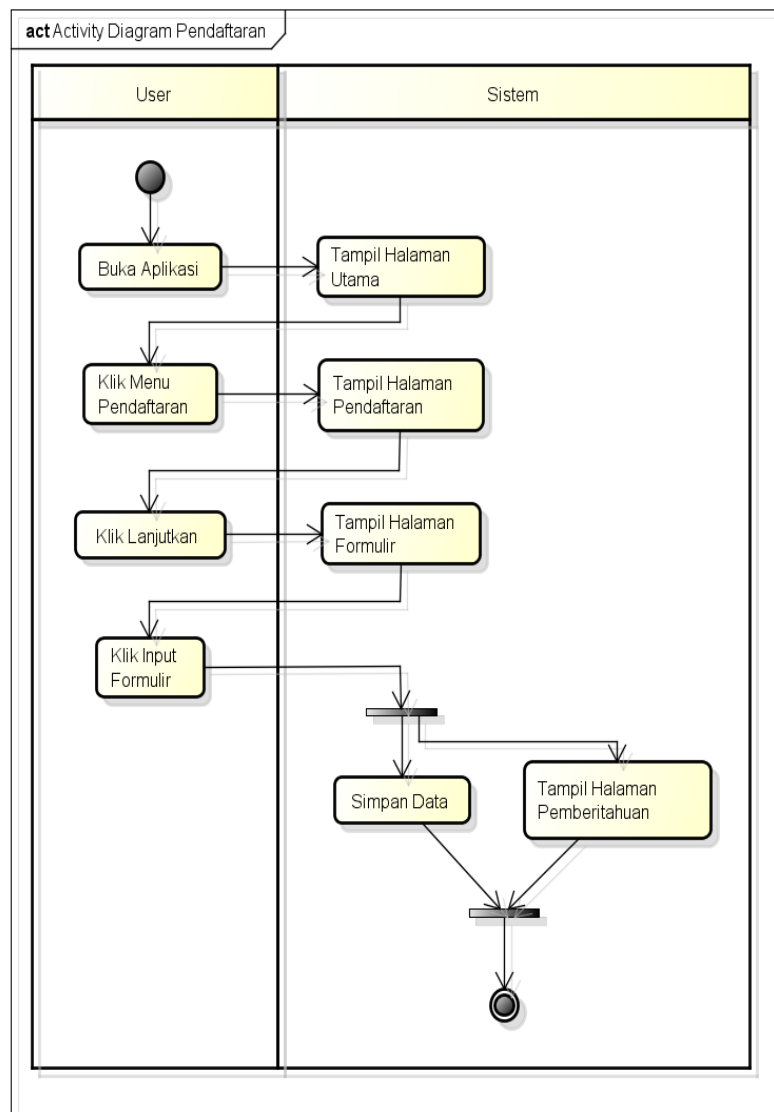 act Activity Diagram Pendaftaran
User
Sistem
Buka Aplikasi
Tampil Halaman
Utama
Klik Menu
Pendaftaran
Tampil Halaman
Pendaftaran
Klik Lanjutkan
Tampil Halaman
Formulir
Klik Input
Formulir
Simpan Data
Tampil Halaman
Pemberitahuan